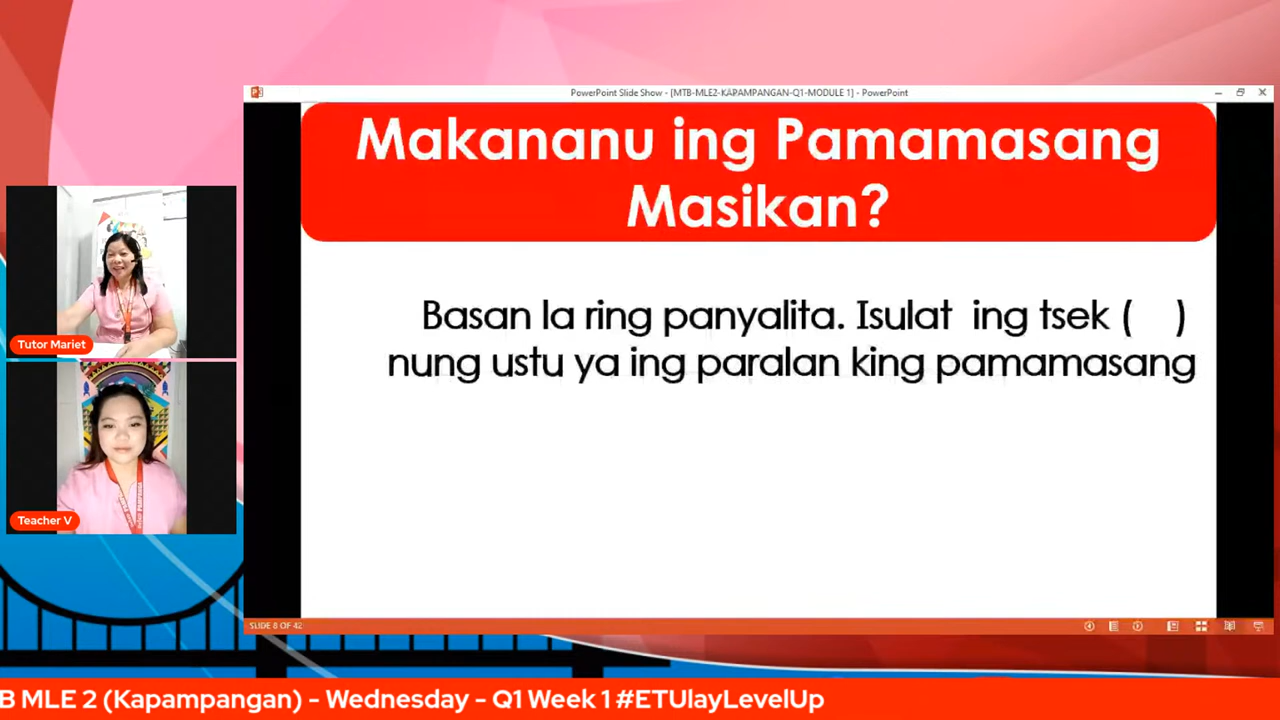 PowerPoint Slide Show - [MTB-MLE2-KAPAMPANGAN-Q1-MODULE 1] - PowerPoint
Makananu ing Pamamasang
Masikan?
Basan la ring panyalita. Isulat ing tsek ( )
nung ustu ya ing paralan king pamamasang
Tutor Mariet
Teacher V
SLIDE 8 OF 42
B MLE 2 (Kapampangan) - Wednesday - Q1 Week 1 #ETUlayLevelUp